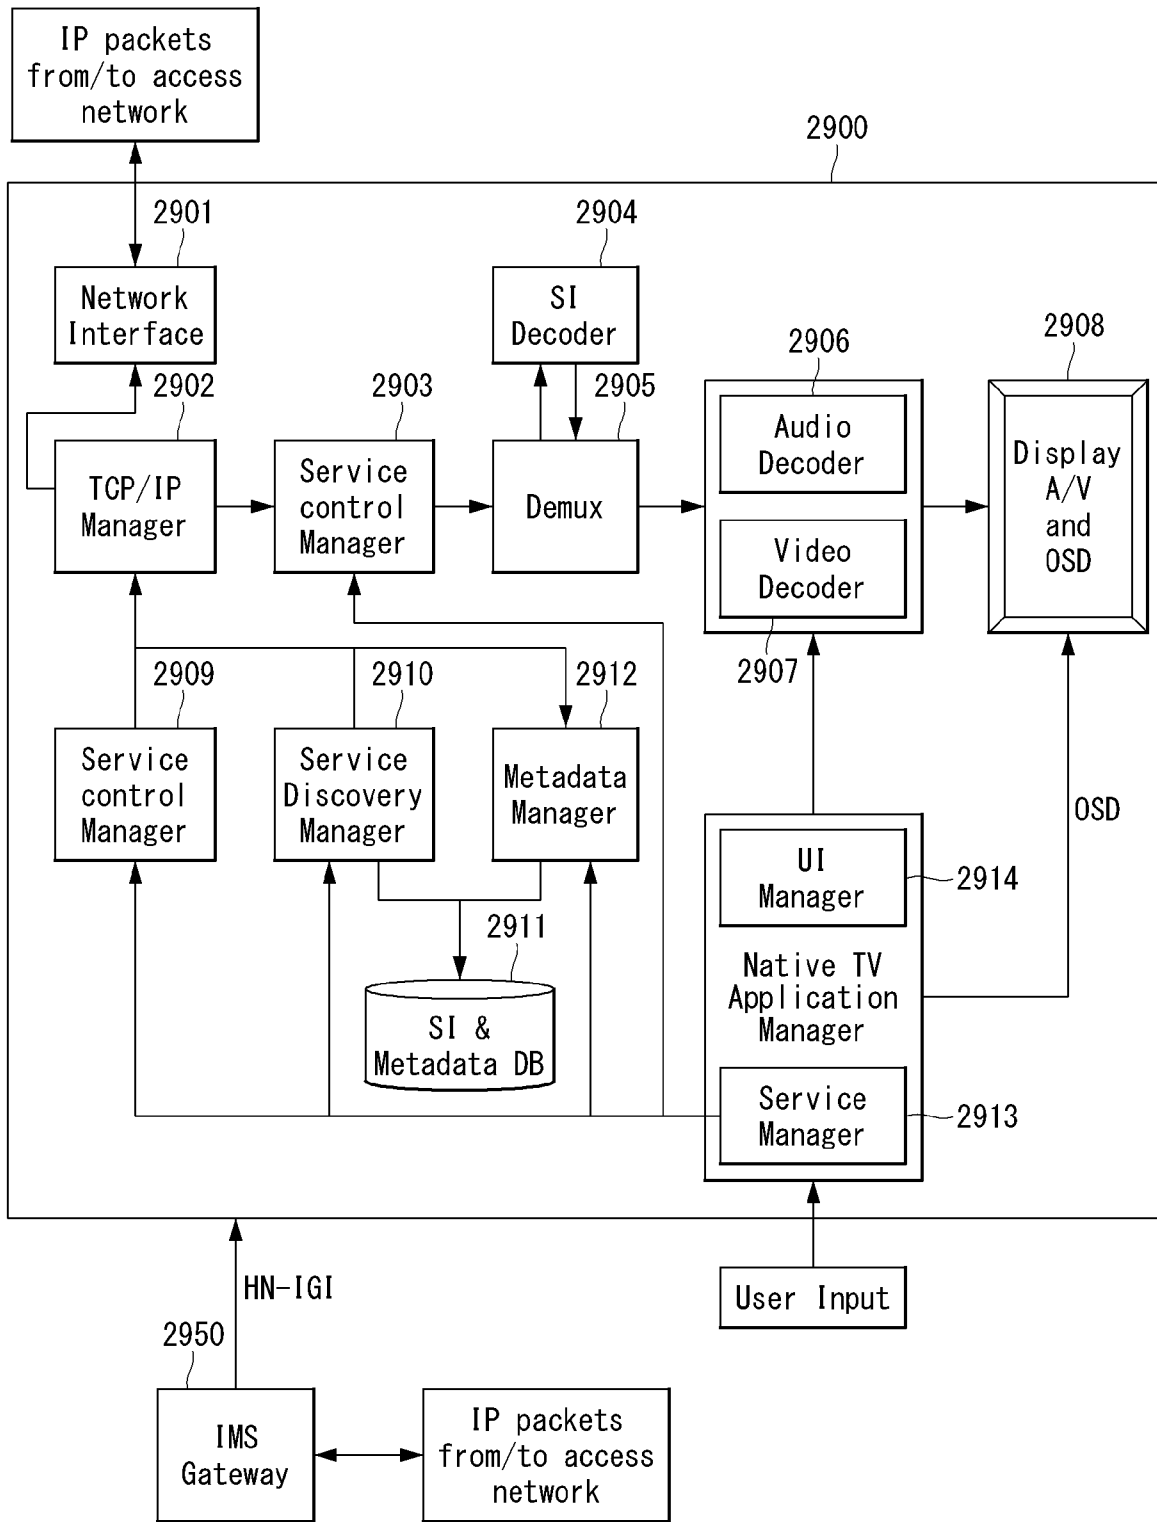 IP packets
from/to access
network
2900
2901
Network
Interface
2904
SI
Decoder
2902
TCP/IP
Manager
2903
Service
control
Manager
2905
Demux
2906
Audio
Decoder
Video
Decoder
2907
2908
Display
A/V
and
OSD
2909
Service
control
Manager
2910
Service
Discovery
Manager
2912
Metadata
Manager
2911
SI &
Metadata DB
OSD
UI
Manager
2914
Native TV
Application
Manager
Service
Manager
2913
HN-IGI
User Input
2950
IMS
Gateway
IP packets
from/to access
network